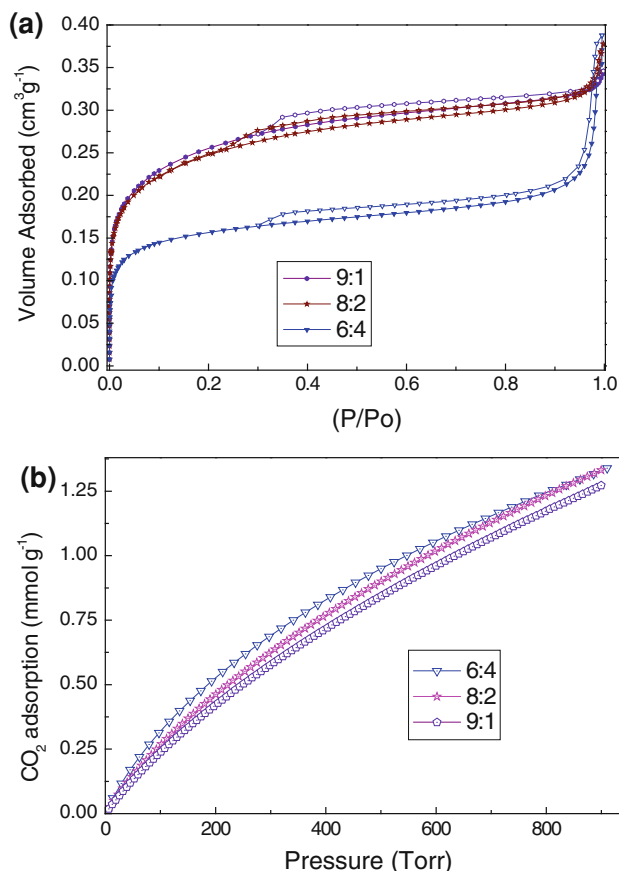 (a)
0.40
0.35
0.30
0.25
0.20
0.15
0.10
0.05
0.00
Volume Adsorbed (cm³g⁻¹)
9:1
8:2
6:4
0.0 0.2 0.4 0.6 0.8 1.0
(P/Po)
(b)
1.25
1.00
0.75
0.50
0.25
0.00
CO₂ adsorption (mmol g⁻¹)
6:4
8:2
9:1
0 200 400 600 800
Pressure (Torr)